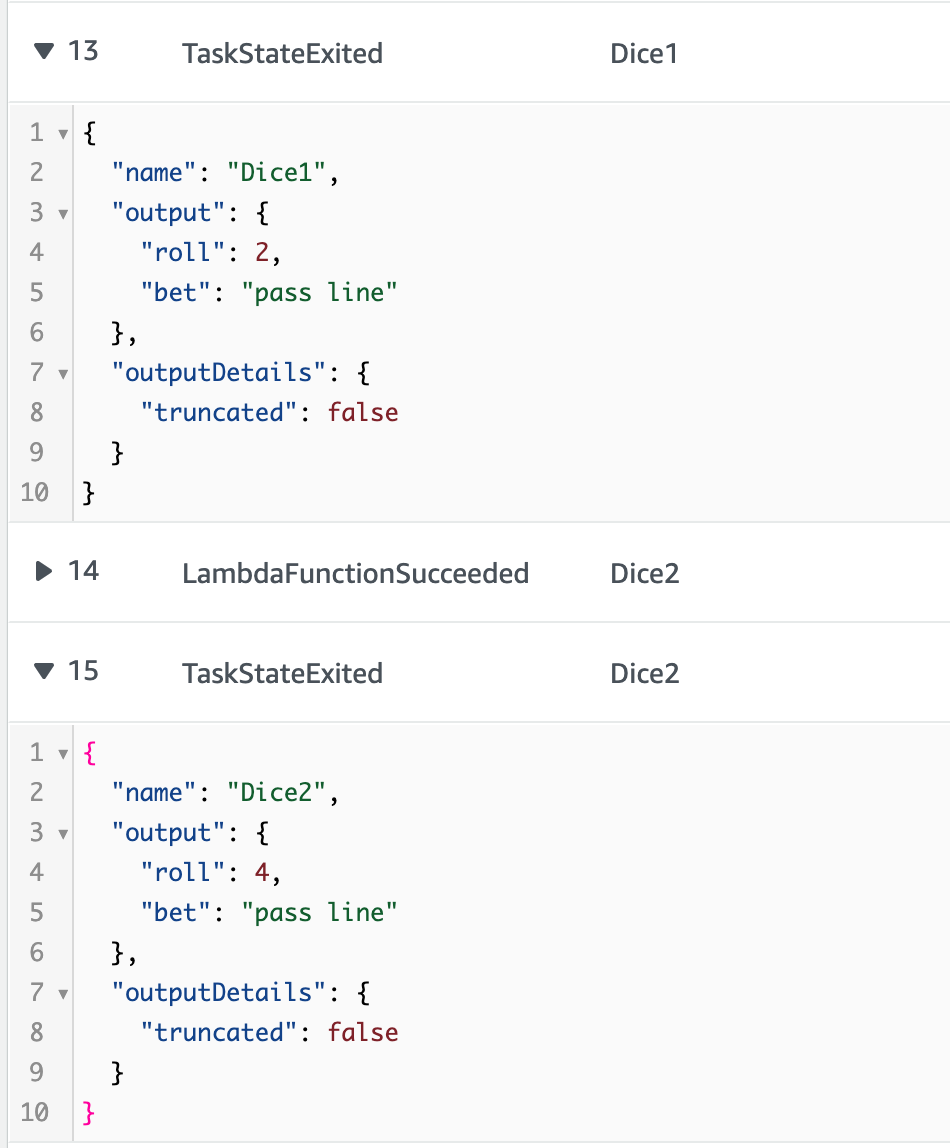 13 TaskStateExited Dice1
1 {
2 "name": "Dice1",
3 "output": {
4 "roll": 2,
5 "bet": "pass line"
6 },
7 "outputDetails": {
8 "truncated": false
9 }
10 }
14 LambdaFunctionSucceeded Dice2
15 TaskStateExited Dice2
1 {
2 "name": "Dice2",
3 "output": {
4 "roll": 4,
5 "bet": "pass line"
6 },
7 "outputDetails": {
8 "truncated": false
9 }
10 }